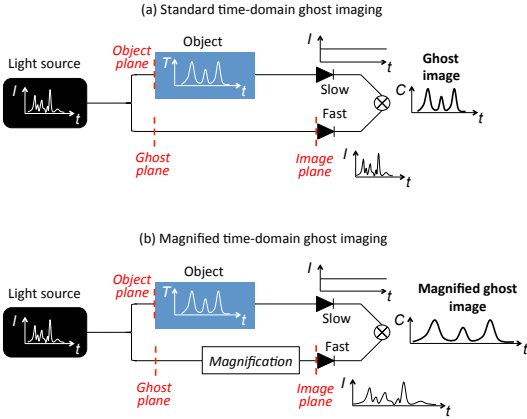 (a) Standard time-domain ghost imaging
Object
Object plane
Light source
I
t
T
t
I
t
Slow
Ghost image
C
t
Fast
Ghost plane
Image plane
I
t
(b) Magnified time-domain ghost imaging
Object
Object plane
Light source
I
t
T
t
I
t
Slow
Magnified ghost image
C
t
Fast
Magnification
Ghost plane
Image plane
I
t